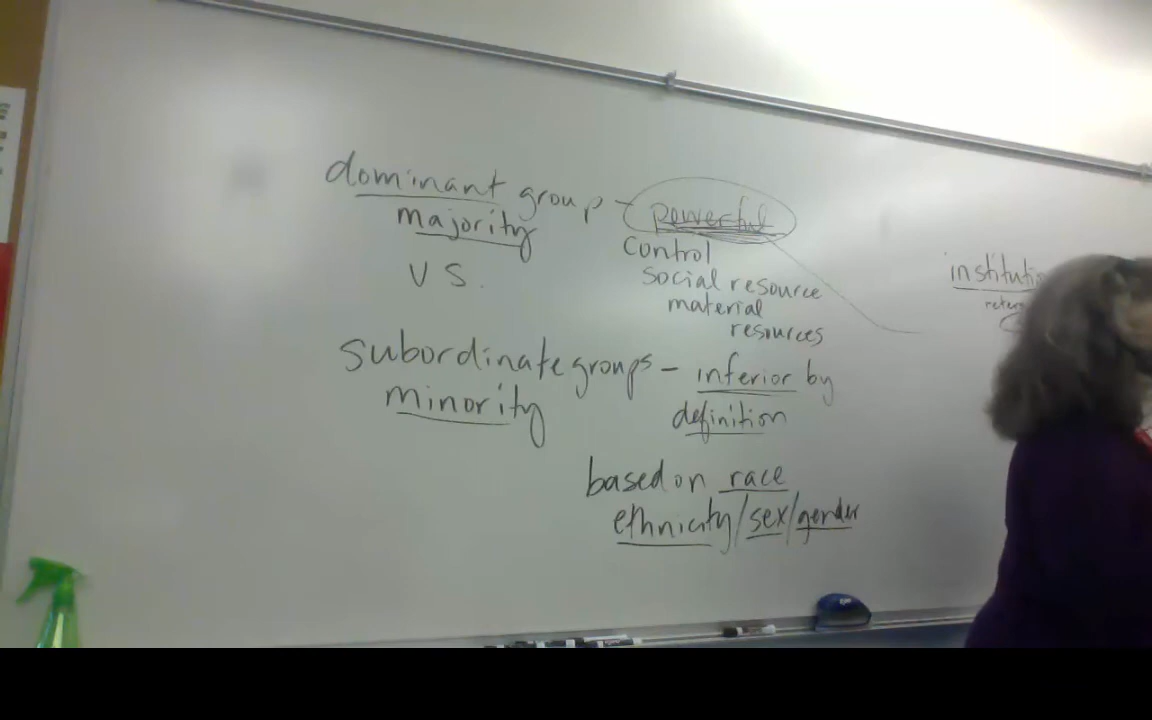 dominant group - powerful
majority
control
social resource
material
resources
vs.
subordinate groups - inferior by
minority
definition
based on race
ethnicity/sex/gender